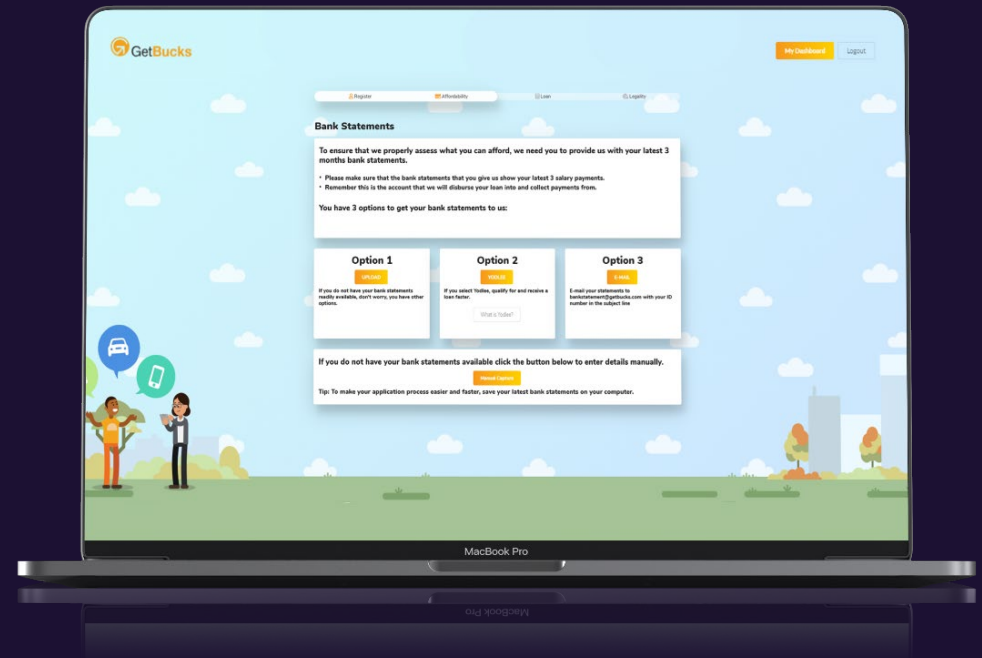 GetBucks
My Dashboard
Logout
Register
Affordability
Loan
Legality
Bank Statements
To ensure that we properly assess what you can afford, we need you to provide us with your latest 3
months bank statements.
• Please make sure that the bank statements that you give us show your latest 3 salary payments.
• Remember this is the account that we will disburse your loan into and collect payments from.
You have 3 options to get your bank statements to us:
Option 1
UPLOAD
If you do not have your bank statements
readily available, don't worry, you have other
options.
Option 2
YODLEE
If you select Yodlee, qualify for and receive a
loan faster.
What is Yodlee?
Option 3
E-MAIL
E-mail your statements to
bankstatement@getbucks.com with your ID
number in the subject line
If you do not have your bank statements available click the button below to enter details manually.
Manual Capture
Tip: To make your application process easier and faster, save your latest bank statements on your computer.
MacBook Pro
MacBook Pro